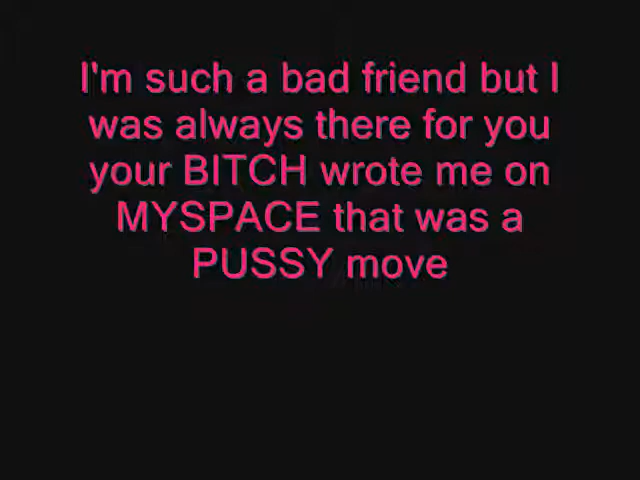 I'm such a bad friend but I
was always there for you
your BITCH wrote me on
MYSPACE that was a
PUSSY move